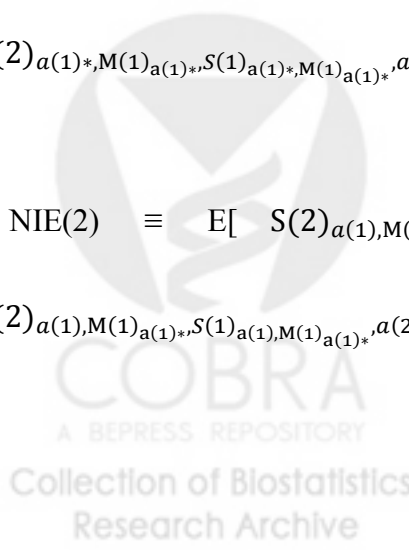 (2)a(1)*,M(1)a(1)*,S(1)a(1)*,M(1)a(1)*,a
NIE(2) ≡ E[ S(2)a(1),M(
(2)a(1),M(1)a(1)*,S(1)a(1),M(1)a(1)*,a(2
COBRA
A BEPRESS REPOSITORY
Collection of Biostatistics
Research Archive